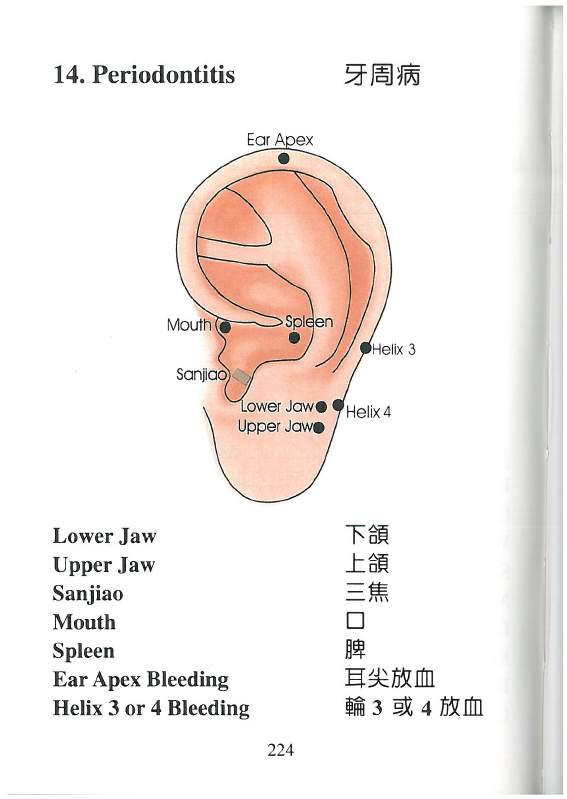 14. Periodontitis 牙周病
Ear Apex
Mouth
Spleen
Helix 3
Sanjiao
Lower Jaw
Helix 4
Upper Jaw
Lower Jaw 下頜
Upper Jaw 上頜
Sanjiao 三焦
Mouth 口
Spleen 脾
Ear Apex Bleeding 耳尖放血
Helix 3 or 4 Bleeding 輪 3 或 4 放血
224